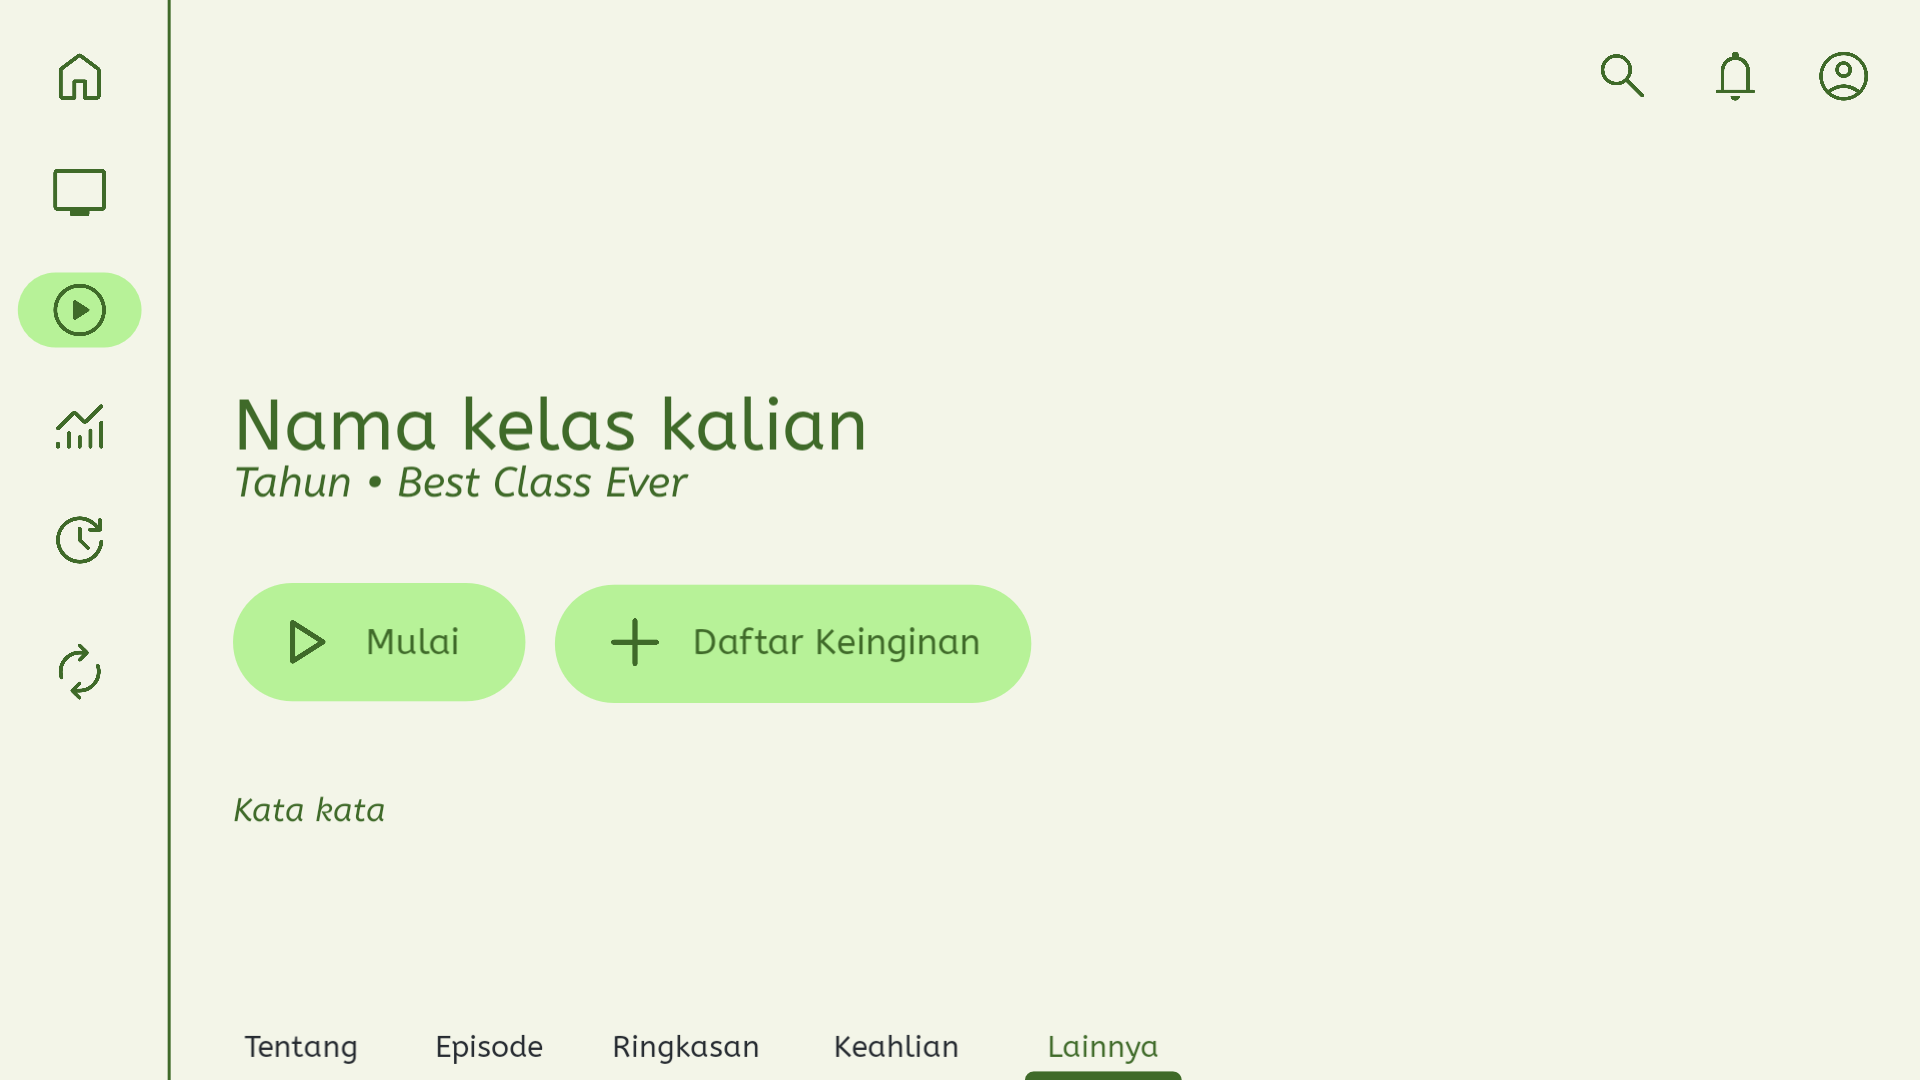 Nama kelas kalian
Tahun • Best Class Ever
Mulai
Daftar Keinginan
Kata kata
Tentang
Episode
Ringkasan
Keahlian
Lainnya